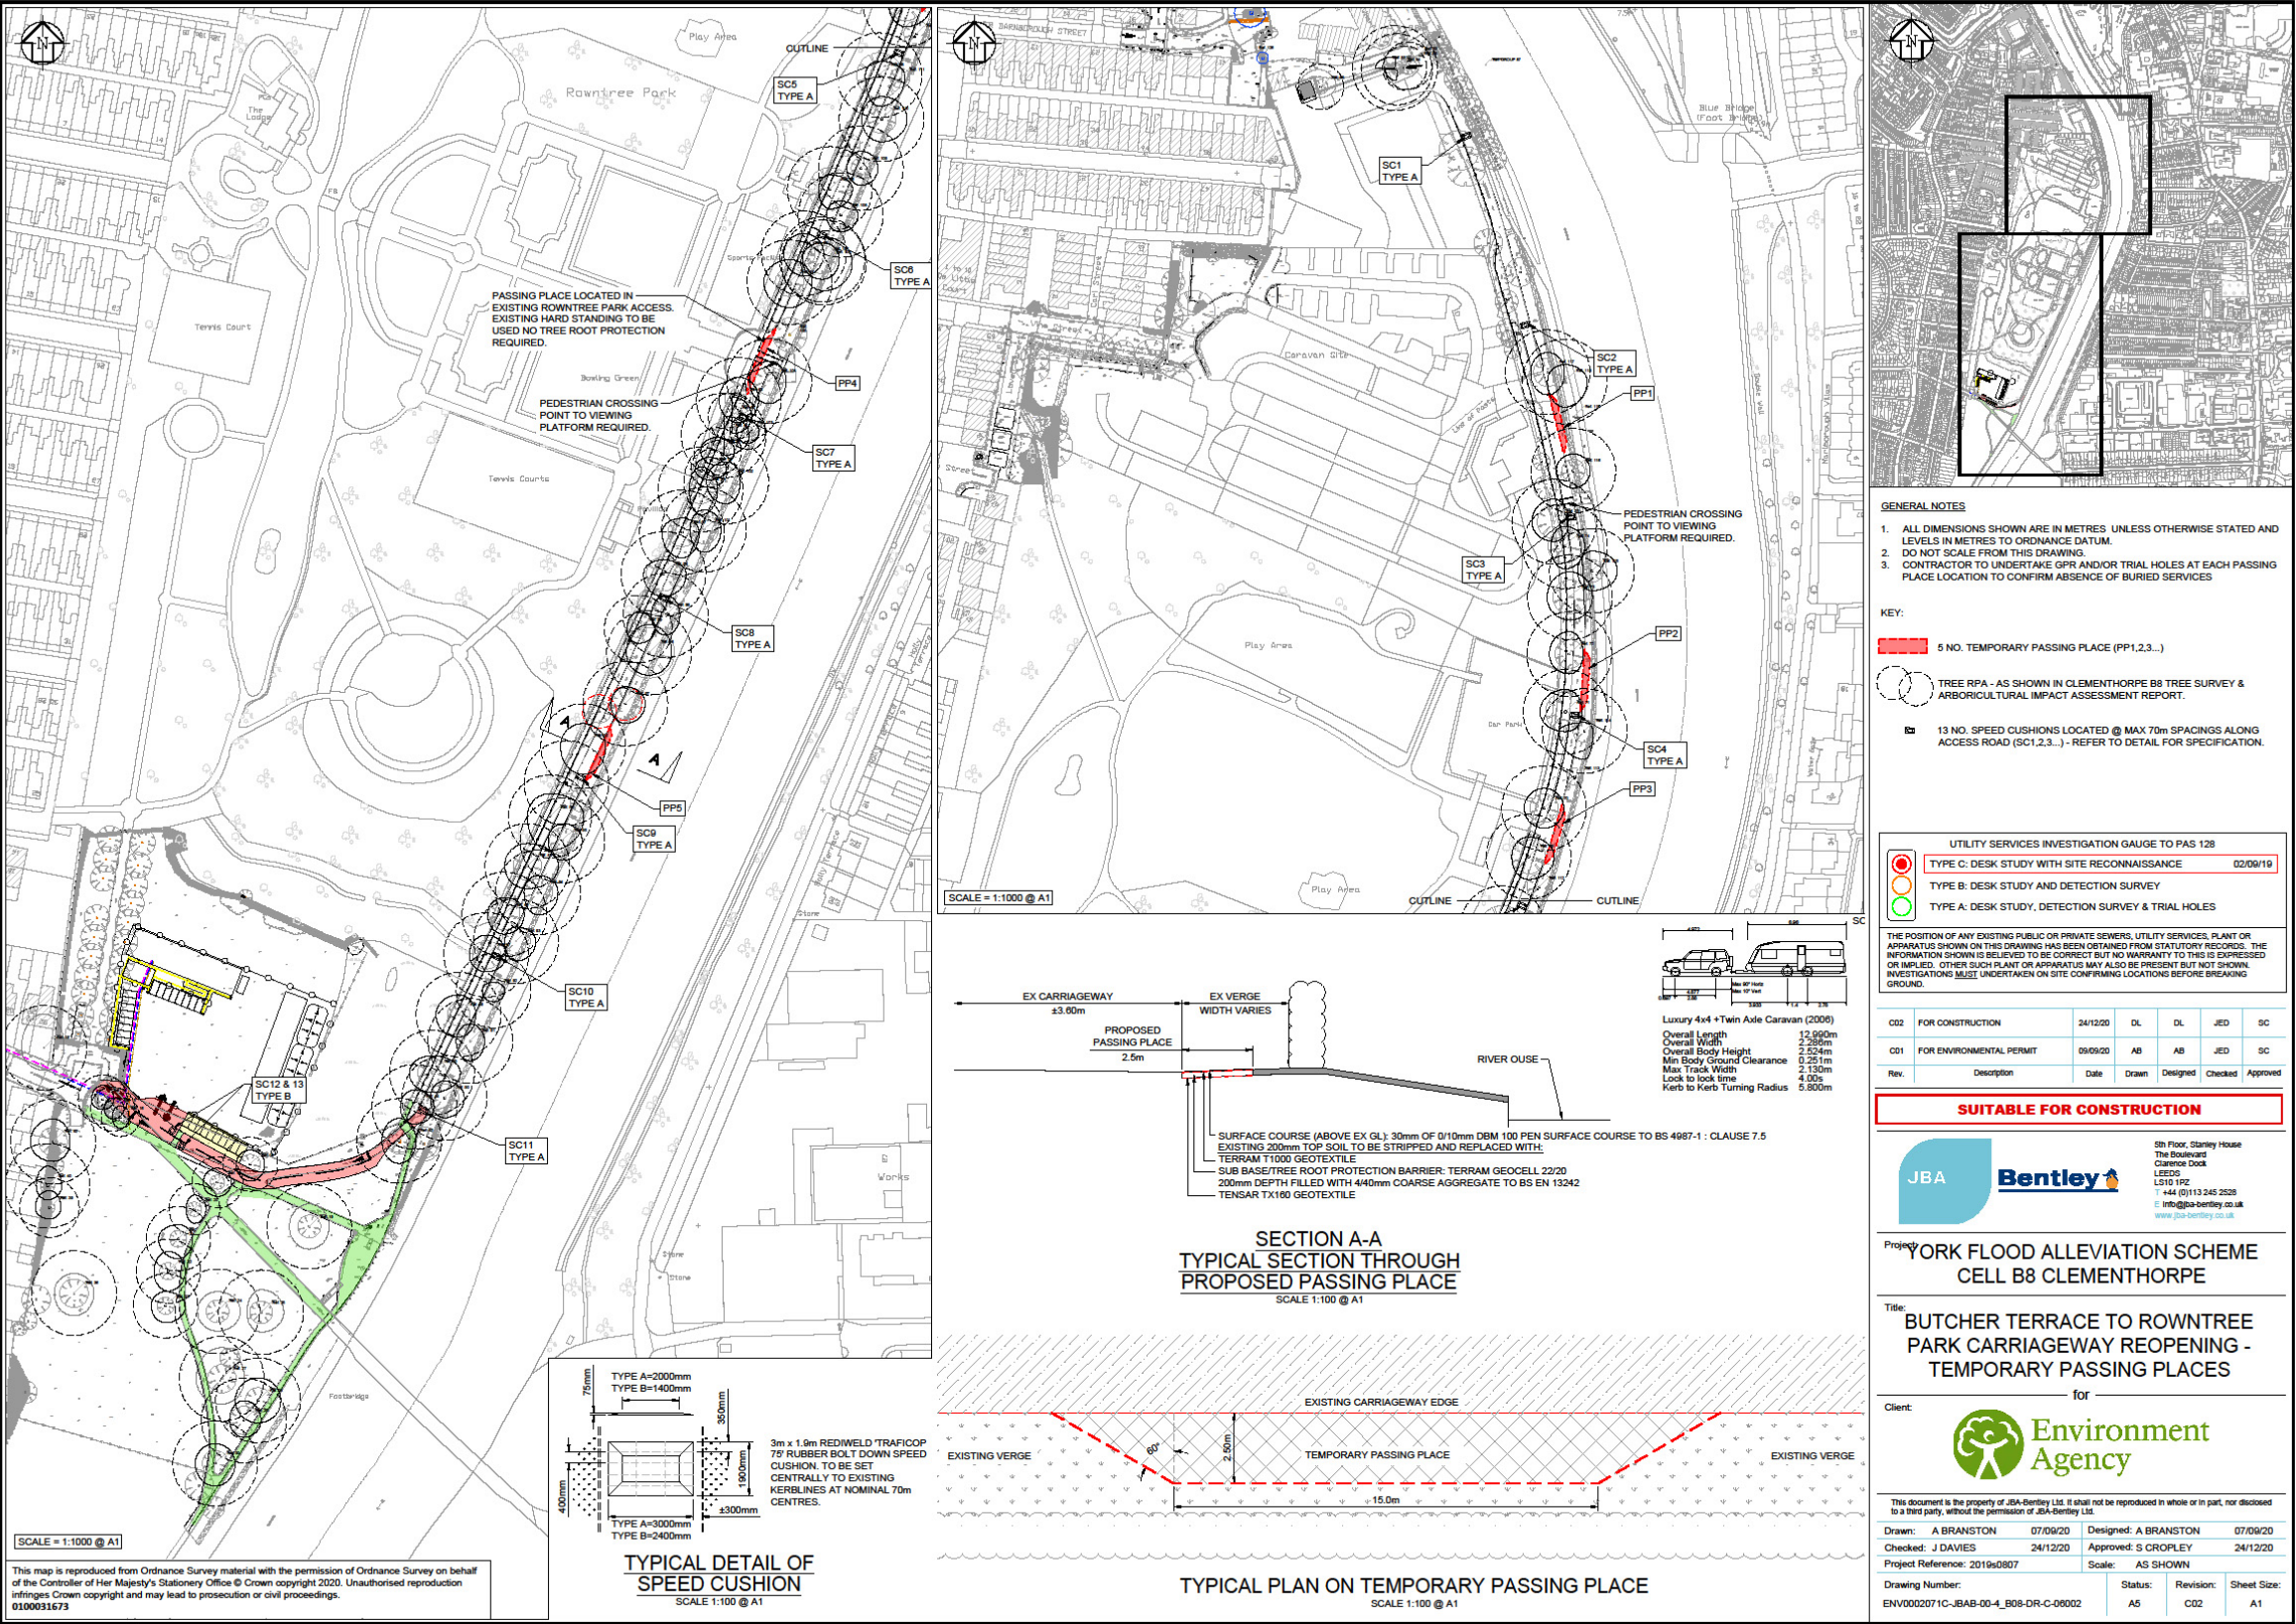 N
Play Area
CUTLINE
SC5
TYPE A
Rowntree Park
The
Lodge
FB
SC6
TYPE A
PASSING PLACE LOCATED IN
EXISTING ROWNTREE PARK ACCESS.
EXISTING HARD STANDING TO BE
USED NO TREE ROOT PROTECTION
REQUIRED.
Tennis Court
Bowling Green
PP4
PEDESTRIAN CROSSING
POINT TO VIEWING
PLATFORM REQUIRED.
SC7
TYPE A
Tennis Courts
Pavilion
SC8
TYPE A
A
A
PP5
SC9
TYPE A
Holly Terrace
Stone
SC10
TYPE A
SC12 & 13
TYPE B
SC11
TYPE A
Works
Stone
Stone
Footbridge
SCALE = 1:1000 @ A1
This map is reproduced from Ordnance Survey material with the permission of Ordnance Survey on behalf
of the Controller of Her Majesty's Stationery Office © Crown copyright 2020. Unauthorised reproduction
infringes Crown copyright and may lead to prosecution or civil proceedings.
0100031673
75mm
TYPE A=2000mm
TYPE B=1400mm
350mm
400mm
1900mm
±300mm
TYPE A=3000mm
TYPE B=2400mm
3m x 1.9m REDIWELD 'TRAFICOP
75' RUBBER BOLT DOWN SPEED
CUSHION. TO BE SET
CENTRALLY TO EXISTING
KERBLINES AT NOMINAL 70m
CENTRES.
TYPICAL DETAIL OF
SPEED CUSHION
SCALE 1:100 @ A1
N
DARNBOROUGH STREET
Blue Bridge
(Foot Bridge)
SC1
TYPE A
Caravan Site
SC2
TYPE A
PP1
Line of Posts
Street
PEDESTRIAN CROSSING
POINT TO VIEWING
PLATFORM REQUIRED.
SC3
TYPE A
Play Area
PP2
Car Park
SC4
TYPE A
PP3
Play Area
SCALE = 1:1000 @ A1
CUTLINE
CUTLINE
SC
EX CARRIAGEWAY
±3.60m
EX VERGE
WIDTH VARIES
PROPOSED
PASSING PLACE
2.5m
RIVER OUSE
Luxury 4x4 +Twin Axle Caravan (2006)
Overall Length 12.990m
Overall Width 2.286m
Overall Body Height 2.524m
Min Body Ground Clearance 0.251m
Max Track Width 2.130m
Lock to lock time 4.00s
Kerb to Kerb Turning Radius 5.800m
SURFACE COURSE (ABOVE EX GL): 30mm OF 0/10mm DBM 100 PEN SURFACE COURSE TO BS 4987-1 : CLAUSE 7.5
EXISTING 200mm TOP SOIL TO BE STRIPPED AND REPLACED WITH:
TERRAM T1000 GEOTEXTILE
SUB BASE/TREE ROOT PROTECTION BARRIER: TERRAM GEOCELL 22/20
200mm DEPTH FILLED WITH 4/40mm COARSE AGGREGATE TO BS EN 13242
TENSAR TX160 GEOTEXTILE
SECTION A-A
TYPICAL SECTION THROUGH
PROPOSED PASSING PLACE
SCALE 1:100 @ A1
EXISTING CARRIAGEWAY EDGE
EXISTING VERGE
60°
2.50m
TEMPORARY PASSING PLACE
EXISTING VERGE
15.0m
TYPICAL PLAN ON TEMPORARY PASSING PLACE
SCALE 1:100 @ A1
N
GENERAL NOTES
1. ALL DIMENSIONS SHOWN ARE IN METRES UNLESS OTHERWISE STATED AND
LEVELS IN METRES TO ORDNANCE DATUM.
2. DO NOT SCALE FROM THIS DRAWING.
3. CONTRACTOR TO UNDERTAKE GPR AND/OR TRIAL HOLES AT EACH PASSING
PLACE LOCATION TO CONFIRM ABSENCE OF BURIED SERVICES
KEY:
5 NO. TEMPORARY PASSING PLACE (PP1,2,3...)
TREE RPA - AS SHOWN IN CLEMENTHORPE B8 TREE SURVEY &
ARBORICULTURAL IMPACT ASSESSMENT REPORT.
13 NO. SPEED CUSHIONS LOCATED @ MAX 70m SPACINGS ALONG
ACCESS ROAD (SC1,2,3...) - REFER TO DETAIL FOR SPECIFICATION.
UTILITY SERVICES INVESTIGATION GAUGE TO PAS 128
TYPE C: DESK STUDY WITH SITE RECONNAISSANCE 02/09/19
TYPE B: DESK STUDY AND DETECTION SURVEY
TYPE A: DESK STUDY, DETECTION SURVEY & TRIAL HOLES
THE POSITION OF ANY EXISTING PUBLIC OR PRIVATE SEWERS, UTILITY SERVICES, PLANT OR
APPARATUS SHOWN ON THIS DRAWING HAS BEEN OBTAINED FROM STATUTORY RECORDS. THE
INFORMATION SHOWN IS BELIEVED TO BE CORRECT BUT NO WARRANTY TO THIS IS EXPRESSED
OR IMPLIED. OTHER SUCH PLANT OR APPARATUS MAY ALSO BE PRESENT BUT NOT SHOWN.
INVESTIGATIONS MUST UNDERTAKEN ON SITE CONFIRMING LOCATIONS BEFORE BREAKING
GROUND.
C02 FOR CONSTRUCTION 24/12/20 DL DL JED SC
C01 FOR ENVIRONMENTAL PERMIT 09/09/20 AB AB JED SC
Rev. Description Date Drawn Designed Checked Approved
SUITABLE FOR CONSTRUCTION
JBA
Bentley
5th Floor, Stanley House
The Boulevard
Clarence Dock
LEEDS
LS10 1PZ
T +44 (0)113 245 2528
E info@jba-bentley.co.uk
www.jba-bentley.co.uk
Project:
YORK FLOOD ALLEVIATION SCHEME
CELL B8 CLEMENTHORPE
Title:
BUTCHER TERRACE TO ROWNTREE
PARK CARRIAGEWAY REOPENING -
TEMPORARY PASSING PLACES
for
Client:
Environment
Agency
This document is the property of JBA-Bentley Ltd. It shall not be reproduced in whole or in part, nor disclosed
to a third party, without the permission of JBA-Bentley Ltd.
Drawn: A BRANSTON 07/09/20 Designed: A BRANSTON 07/09/20
Checked: J DAVIES 24/12/20 Approved: S CROPLEY 24/12/20
Project Reference: 2019s0807 Scale: AS SHOWN
Drawing Number: Status: Revision: Sheet Size:
ENV0002071C-JBAB-00-4_B08-DR-C-06002 A5 C02 A1